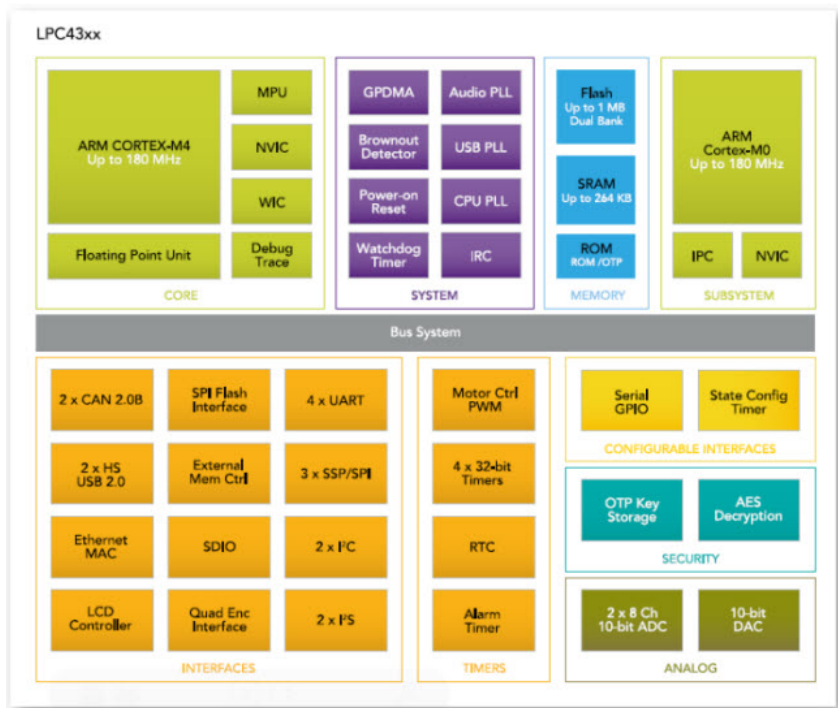 LPC43xx
ARM CORTEX-M4
Up to 180 MHz
MPU
NVIC
WIC
Floating Point Unit
Debug
Trace
CORE
GPDMA
Audio PLL
Brownout
Detector
USB PLL
Power-on
Reset
CPU PLL
Watchdog
Timer
IRC
SYSTEM
Flash
Up to 1 MB
Dual Bank
SRAM
Up to 264 KB
ROM
ROM /OTP
MEMORY
ARM
Cortex-M0
Up to 180 MHz
IPC
NVIC
SUBSYSTEM
Bus System
2 x CAN 2.0B
SPI Flash
Interface
4 x UART
2 x HS
USB 2.0
External
Mem Ctrl
3 x SSP/SPI
Ethernet
MAC
SDIO
2 x I²C
LCD
Controller
Quad Enc
Interface
2 x I²S
INTERFACES
Motor Ctrl
PWM
4 x 32-bit
Timers
RTC
Alarm
Timer
TIMERS
Serial
GPIO
State Config
Timer
CONFIGURABLE INTERFACES
OTP Key
Storage
AES
Decryption
SECURITY
2 x 8 Ch
10-bit ADC
10-bit
DAC
ANALOG